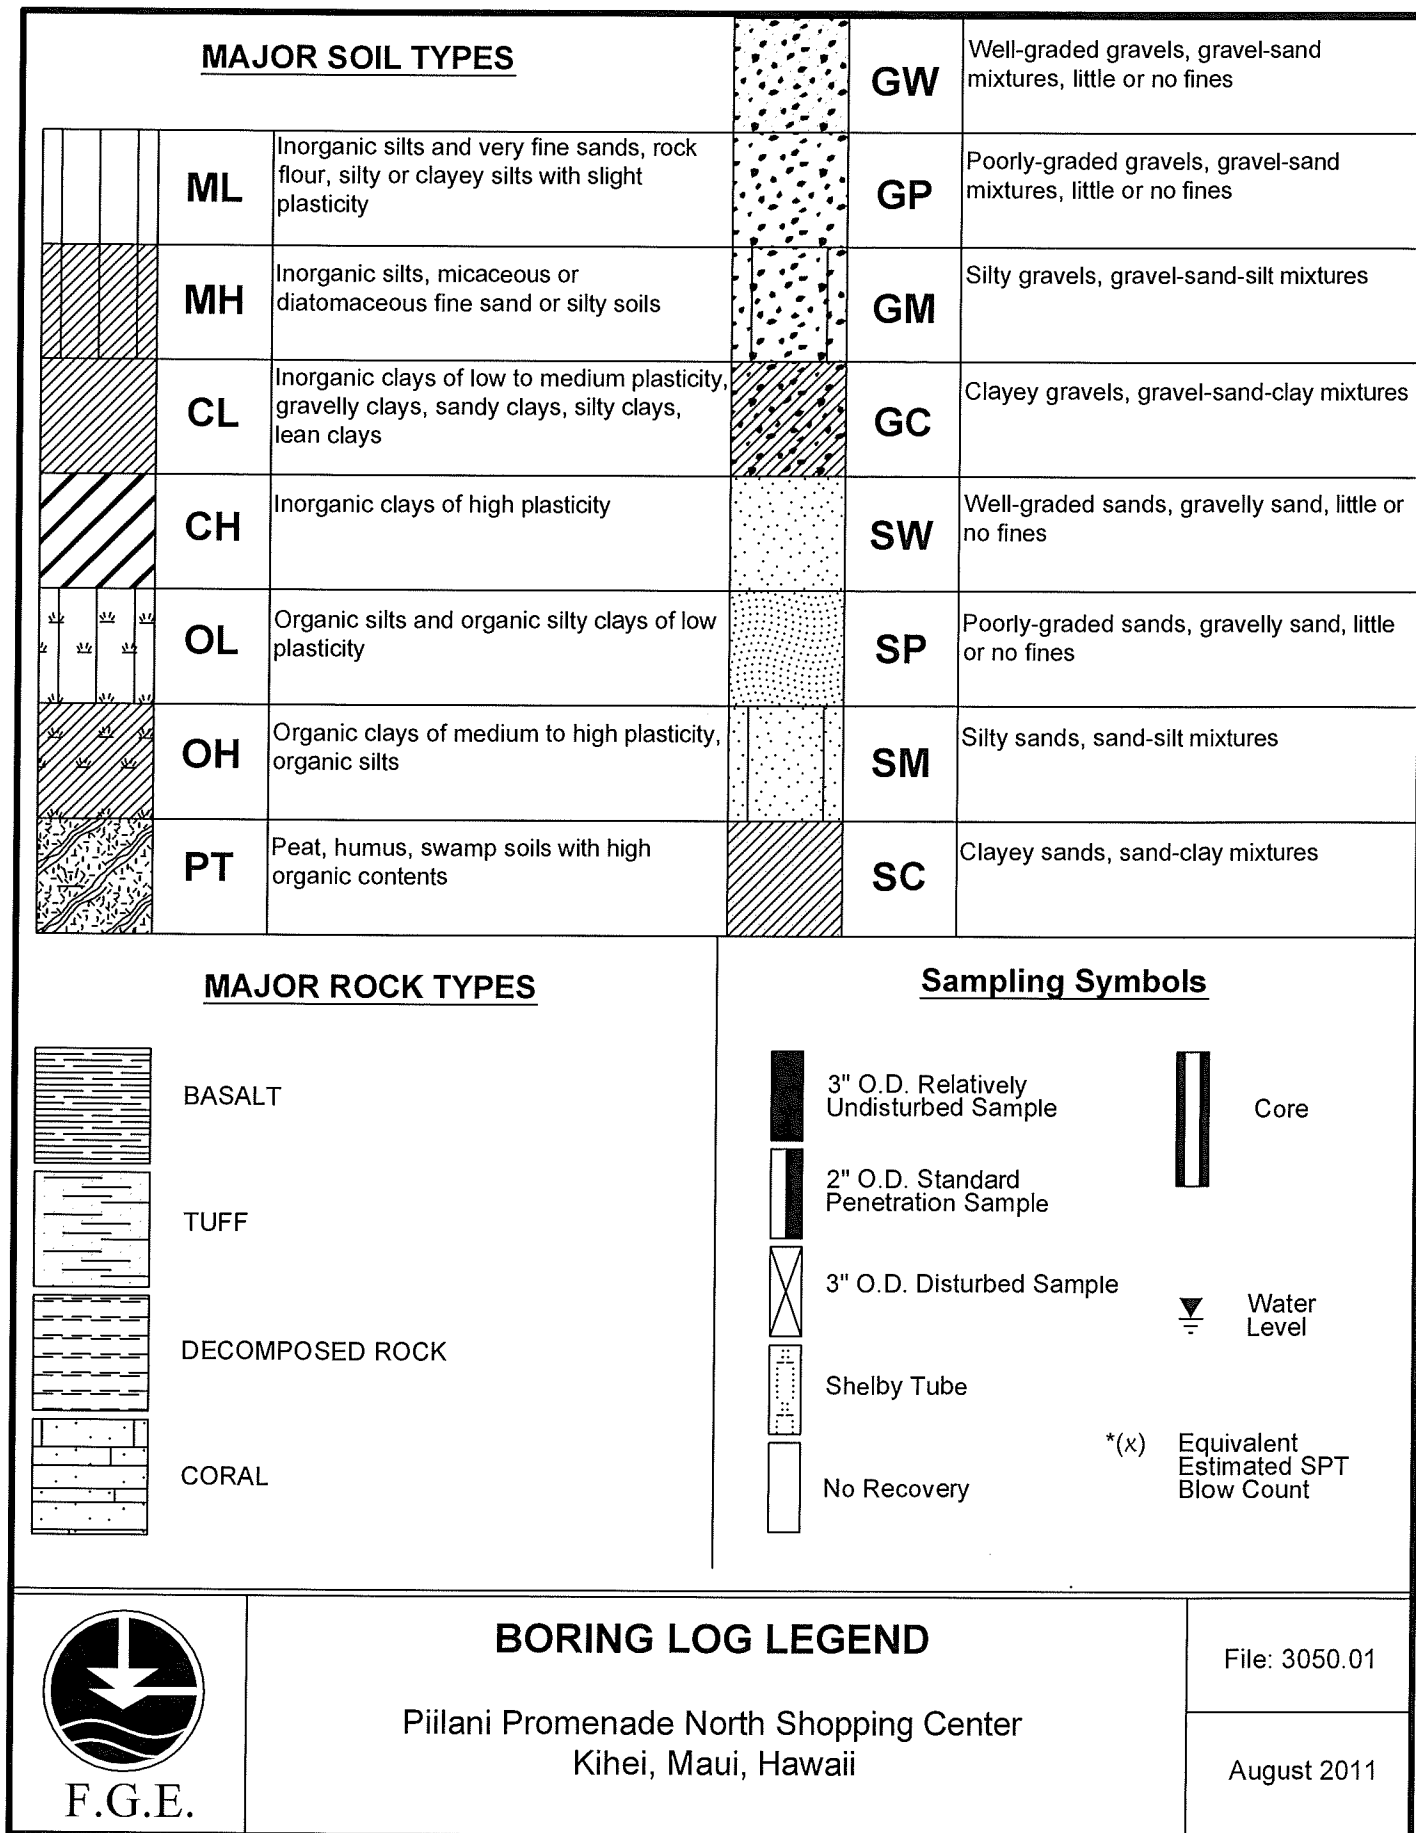 MAJOR SOIL TYPES
ML
Inorganic silts and very fine sands, rock
flour, silty or clayey silts with slight
plasticity
MH
Inorganic silts, micaceous or
diatomaceous fine sand or silty soils
CL
Inorganic clays of low to medium plasticity,
gravelly clays, sandy clays, silty clays,
lean clays
CH
Inorganic clays of high plasticity
OL
Organic silts and organic silty clays of low
plasticity
OH
Organic clays of medium to high plasticity,
organic silts
PT
Peat, humus, swamp soils with high
organic contents
GW
Well-graded gravels, gravel-sand
mixtures, little or no fines
GP
Poorly-graded gravels, gravel-sand
mixtures, little or no fines
GM
Silty gravels, gravel-sand-silt mixtures
GC
Clayey gravels, gravel-sand-clay mixtures
SW
Well-graded sands, gravelly sand, little or
no fines
SP
Poorly-graded sands, gravelly sand, little
or no fines
SM
Silty sands, sand-silt mixtures
SC
Clayey sands, sand-clay mixtures
MAJOR ROCK TYPES
BASALT
TUFF
DECOMPOSED ROCK
CORAL
Sampling Symbols
3" O.D. Relatively
Undisturbed Sample
2" O.D. Standard
Penetration Sample
3" O.D. Disturbed Sample
Shelby Tube
No Recovery
Core
Water
Level
*(x) Equivalent
Estimated SPT
Blow Count
F.G.E.
BORING LOG LEGEND
Piilani Promenade North Shopping Center
Kihei, Maui, Hawaii
File: 3050.01
August 2011